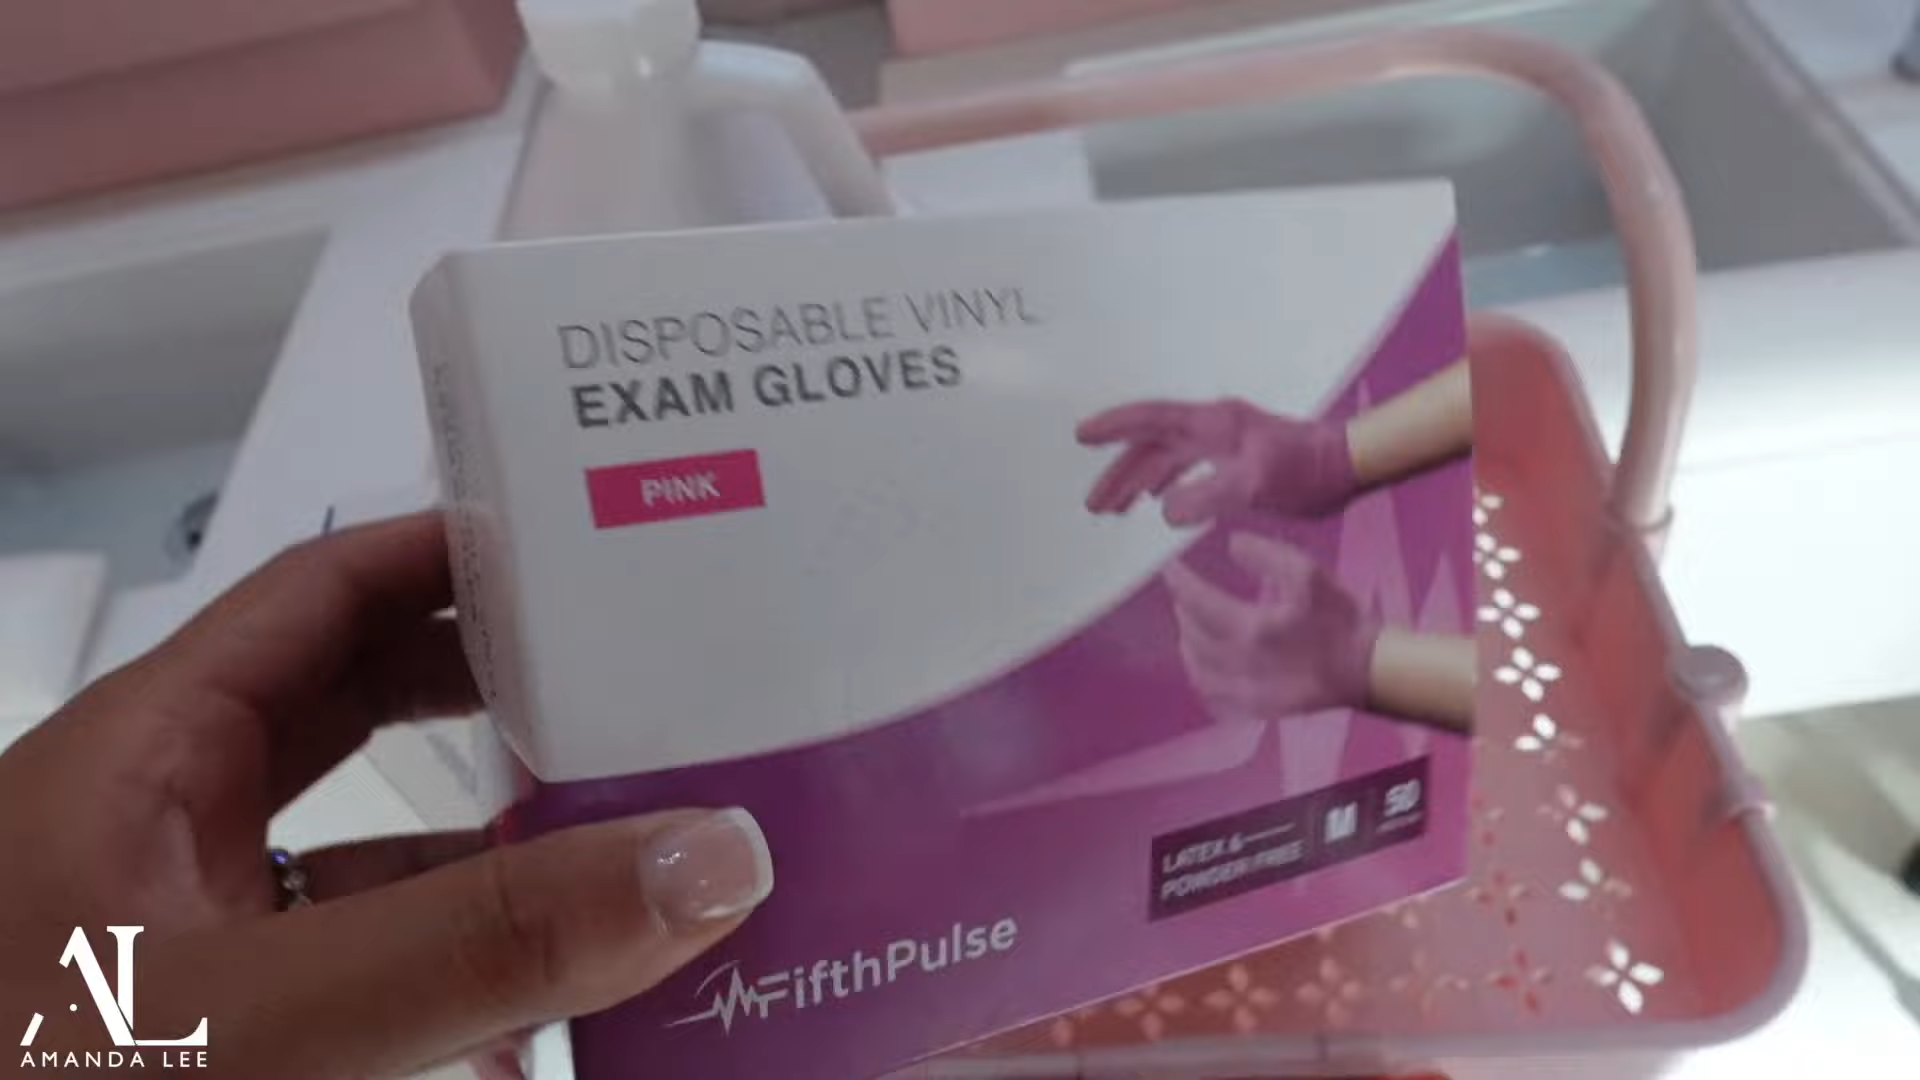 DISPOSABLE VINYL
EXAM GLOVES
PINK
LATEX &
POWDER FREE
M
50
FifthPulse
AL
AMANDA LEE